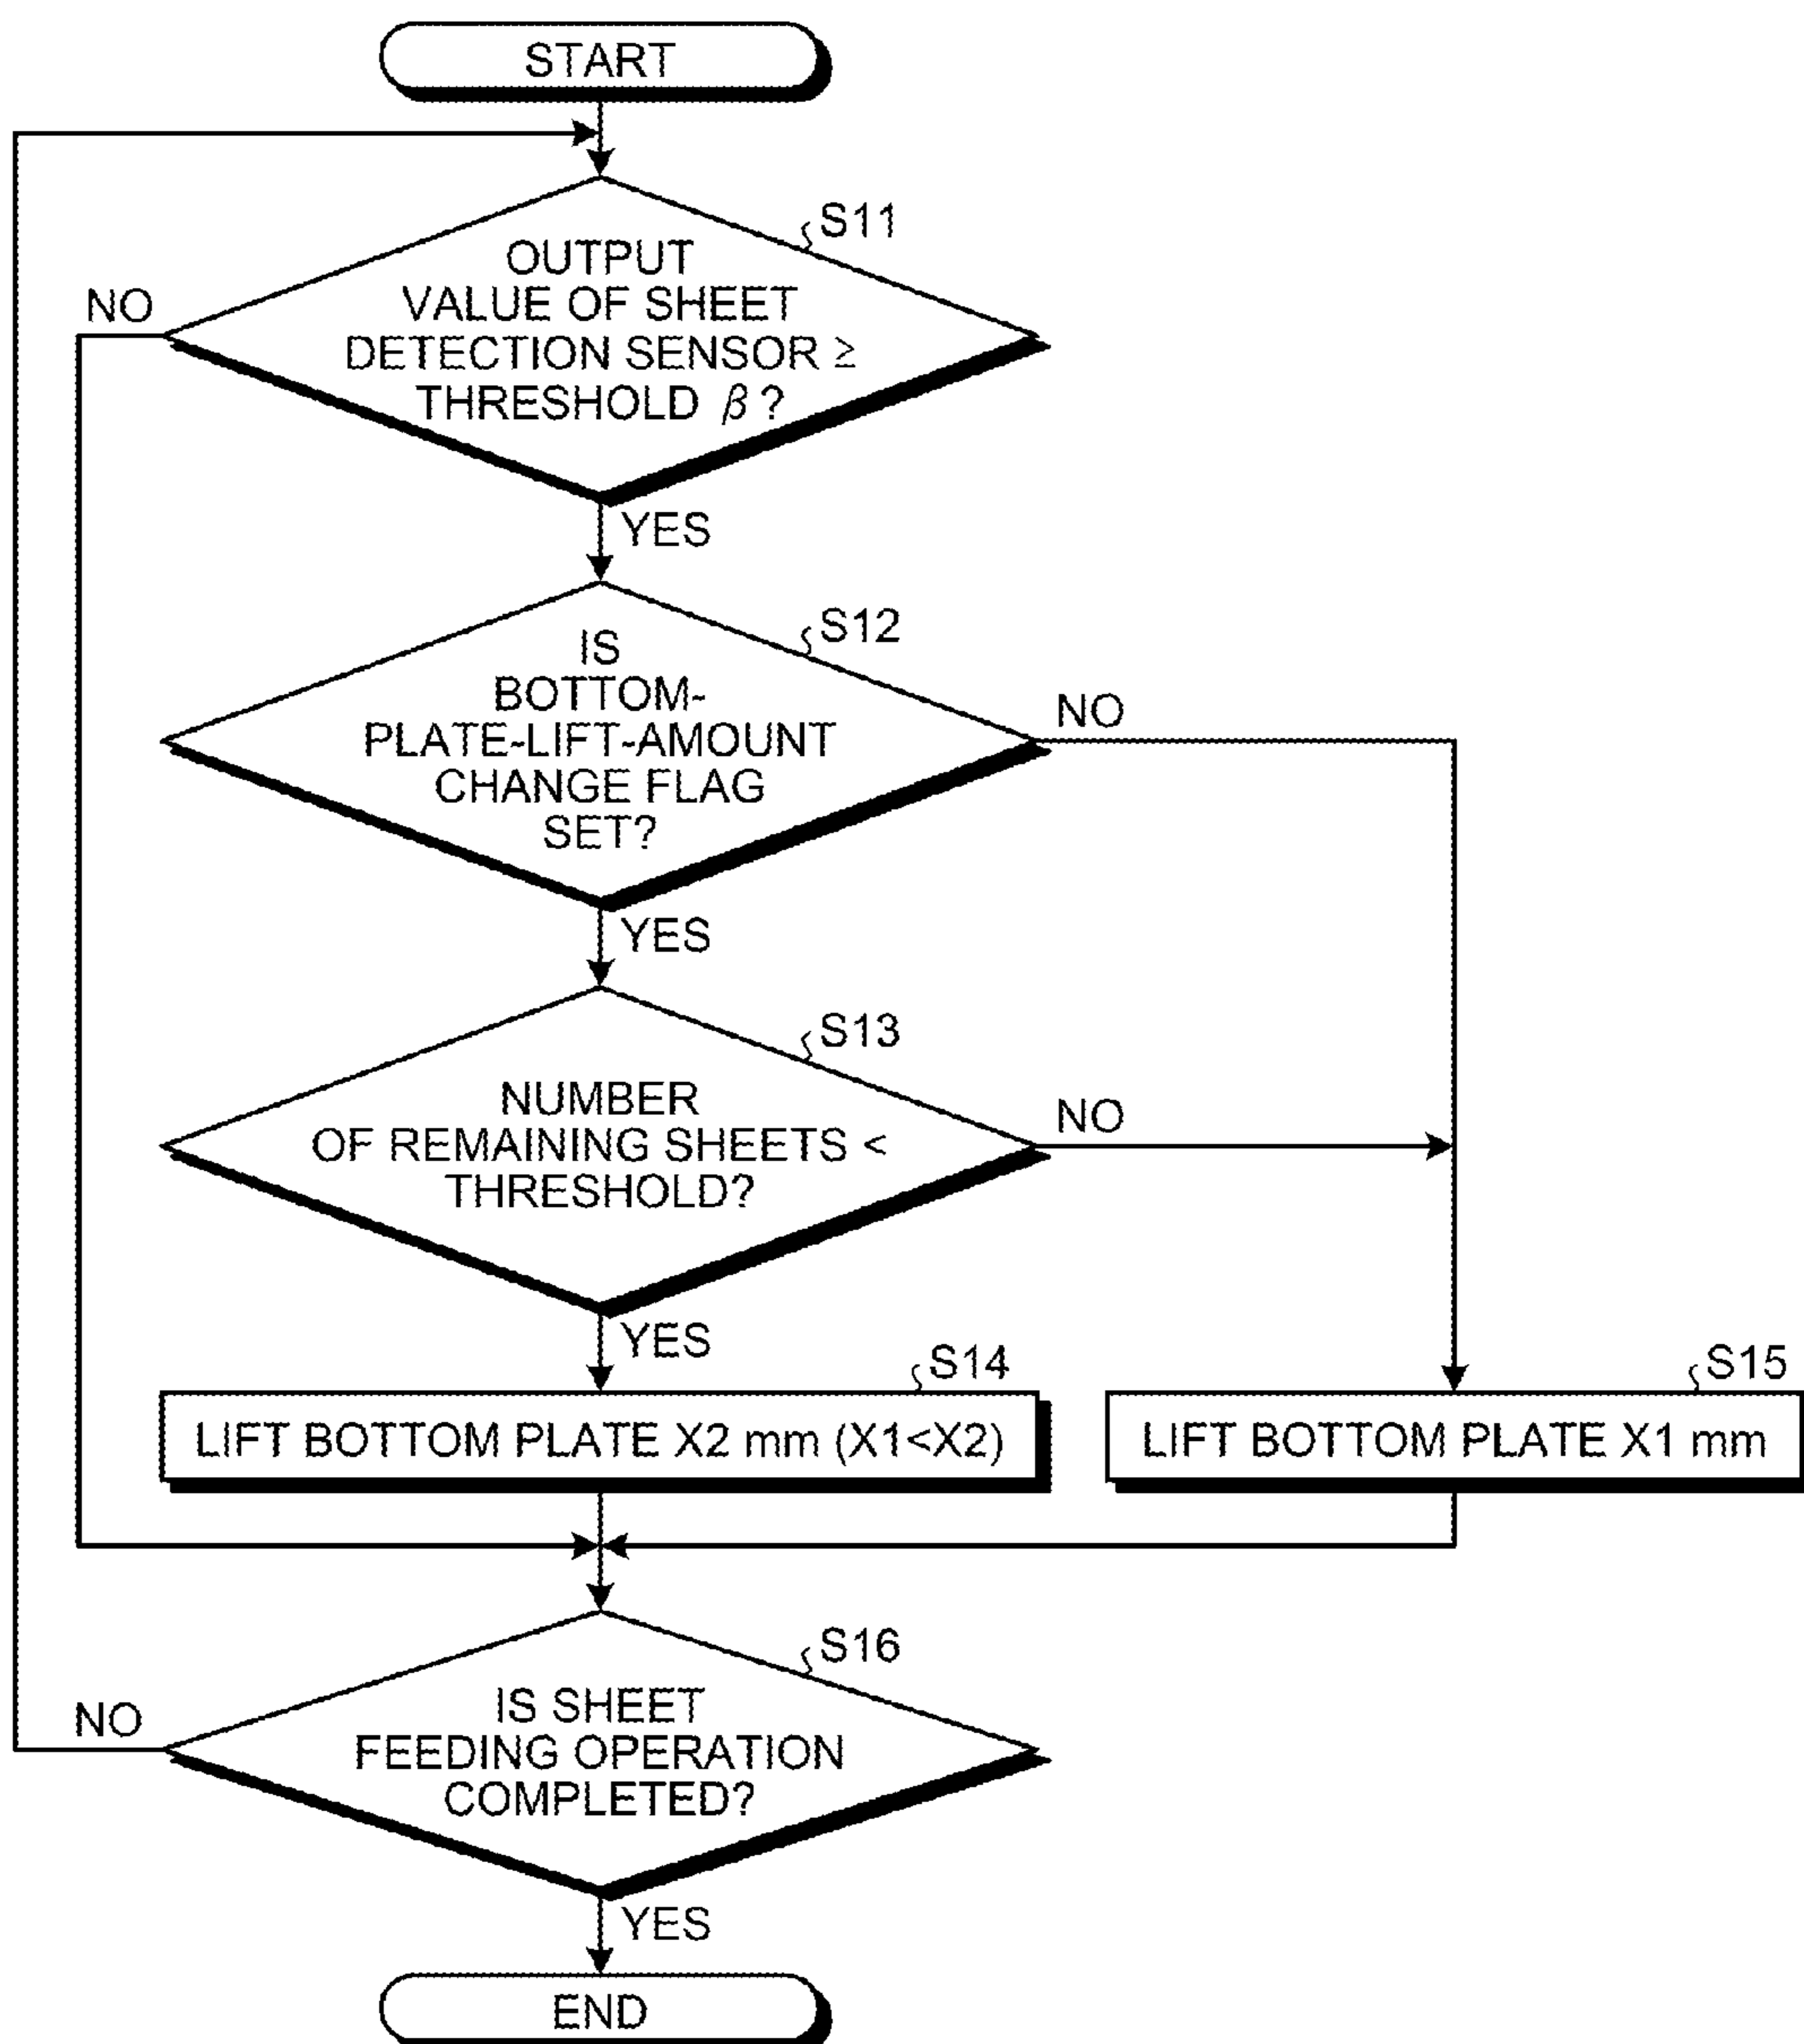 START
S11
OUTPUT
VALUE OF SHEET
DETECTION SENSOR ≥
THRESHOLD β ?
NO
YES
S12
IS
BOTTOM-
PLATE-LIFT-AMOUNT
CHANGE FLAG
SET?
NO
YES
S13
NUMBER
OF REMAINING SHEETS <
THRESHOLD?
NO
YES
S14
LIFT BOTTOM PLATE X2 mm (X1<X2)
S15
LIFT BOTTOM PLATE X1 mm
S16
IS SHEET
FEEDING OPERATION
COMPLETED?
NO
YES
END